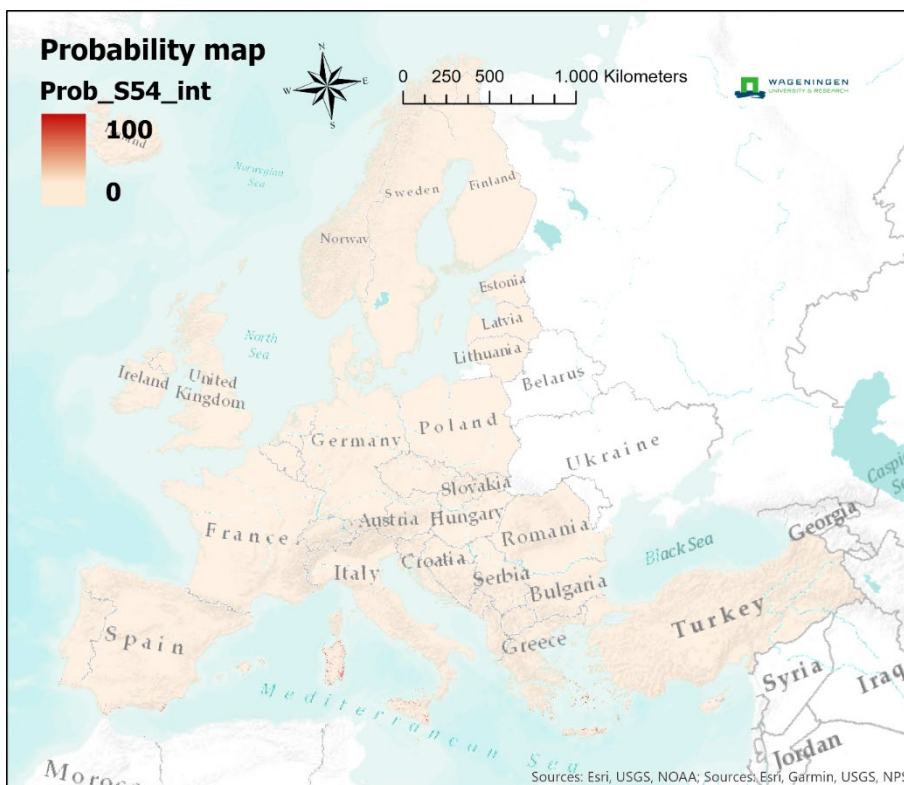 Probability map
Prob_S54_int
100
0
N
W
E
S
0 250 500 1.000 Kilometers
WAGENINGEN
UNIVERSITY & RESEARCH
Norwegian
Sea
Sweden
Finland
Norway
Estonia
Latvia
Lithuania
North
Sea
Ireland
United
Kingdom
Belarus
Poland
Germany
Ukraine
Slovakia
Austria
Hungary
France
Romania
Croatia
Italy
Serbia
Bulgaria
Black Sea
Georgia
Caspi
Se
Spain
Greece
Turkey
Syria
Iraq
Mediterranean Sea
Jordan
Moroc
Sources: Esri, USGS, NOAA; Sources: Esri, Garmin, USGS, NPS